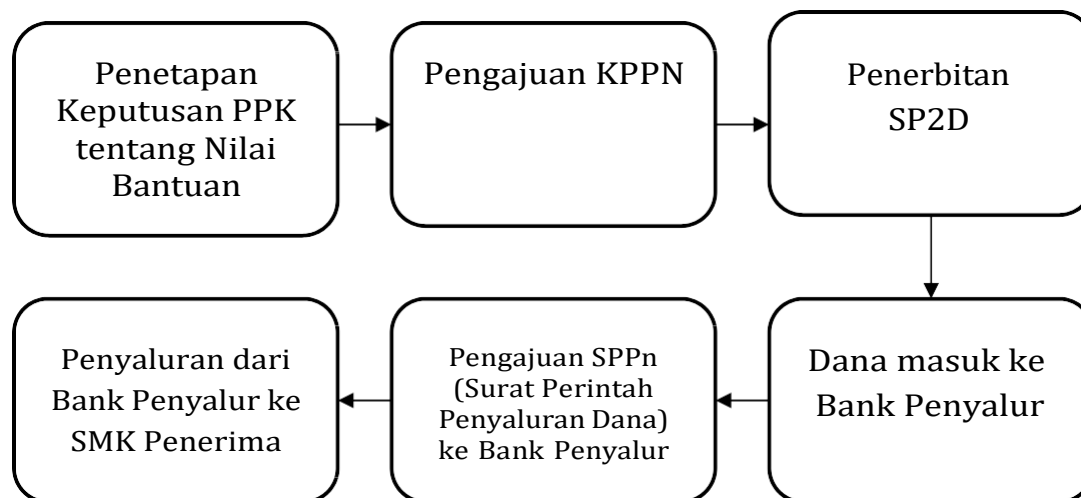 Penetapan
Keputusan PPK
tentang Nilai
Bantuan
Pengajuan KPPN
Penerbitan
SP2D
Dana masuk ke
Bank Penyalur
Pengajuan SPPn
(Surat Perintah
Penyaluran Dana)
ke Bank Penyalur
Penyaluran dari
Bank Penyalur ke
SMK Penerima